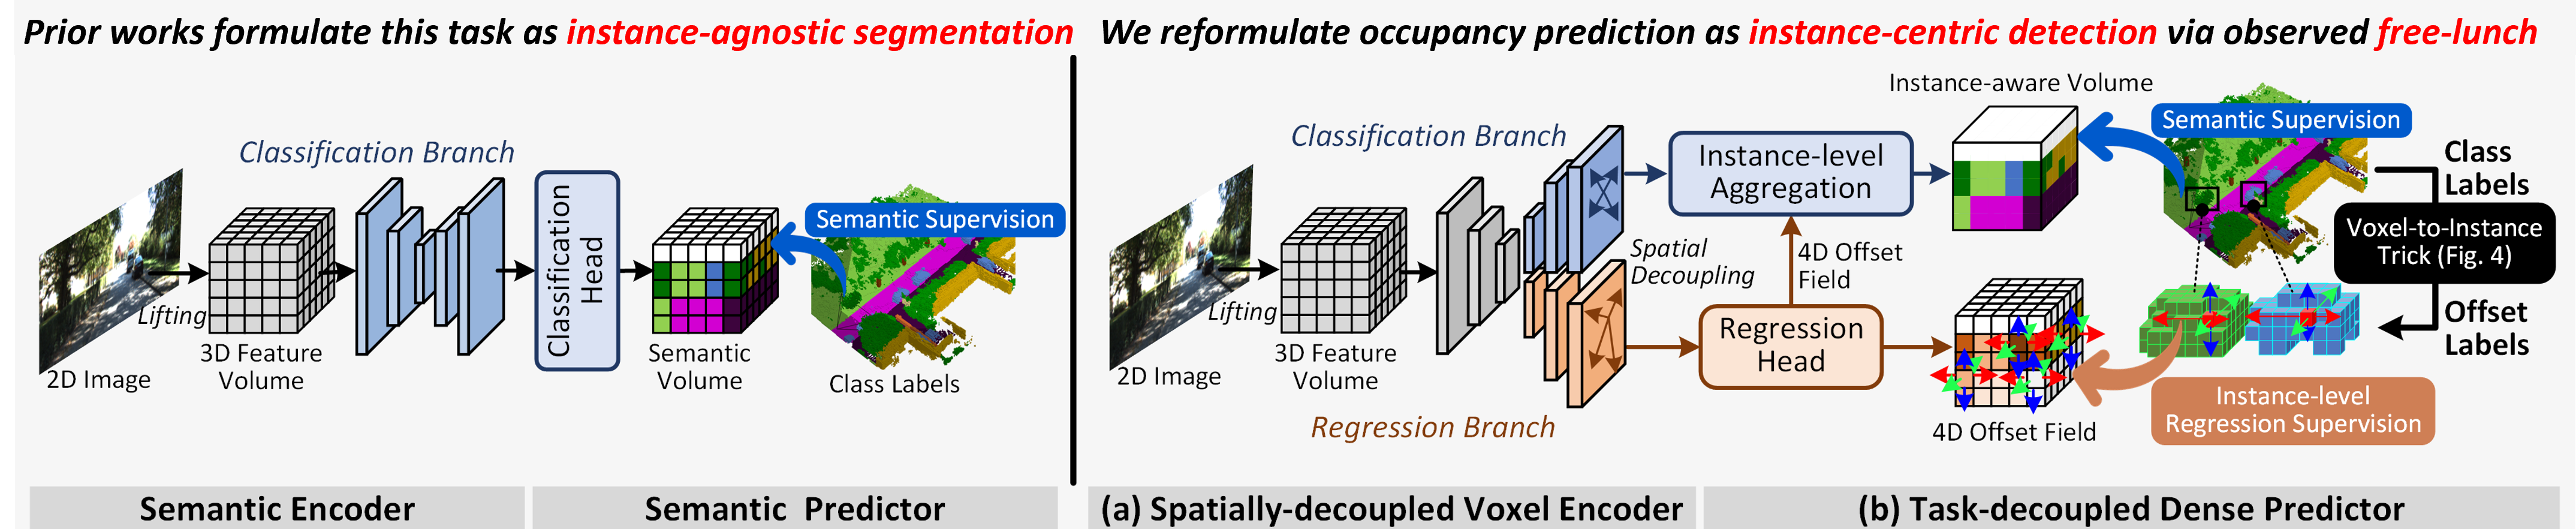 Prior works formulate this task as instance-agnostic segmentation
Classification Branch
Lifting
2D Image
3D Feature
Volume
Classification
Head
Semantic
Volume
Semantic Supervision
Class Labels
Semantic Encoder
Semantic Predictor
We reformulate occupancy prediction as instance-centric detection via observed free-lunch
Classification Branch
Lifting
2D Image
3D Feature
Volume
Regression Branch
Spatial
Decoupling
Instance-level
Aggregation
4D Offset
Field
Regression
Head
Instance-aware Volume
4D Offset Field
Semantic Supervision
Class
Labels
Voxel-to-Instance
Trick (Fig. 4)
Offset
Labels
Instance-level
Regression Supervision
(a) Spatially-decoupled Voxel Encoder
(b) Task-decoupled Dense Predictor